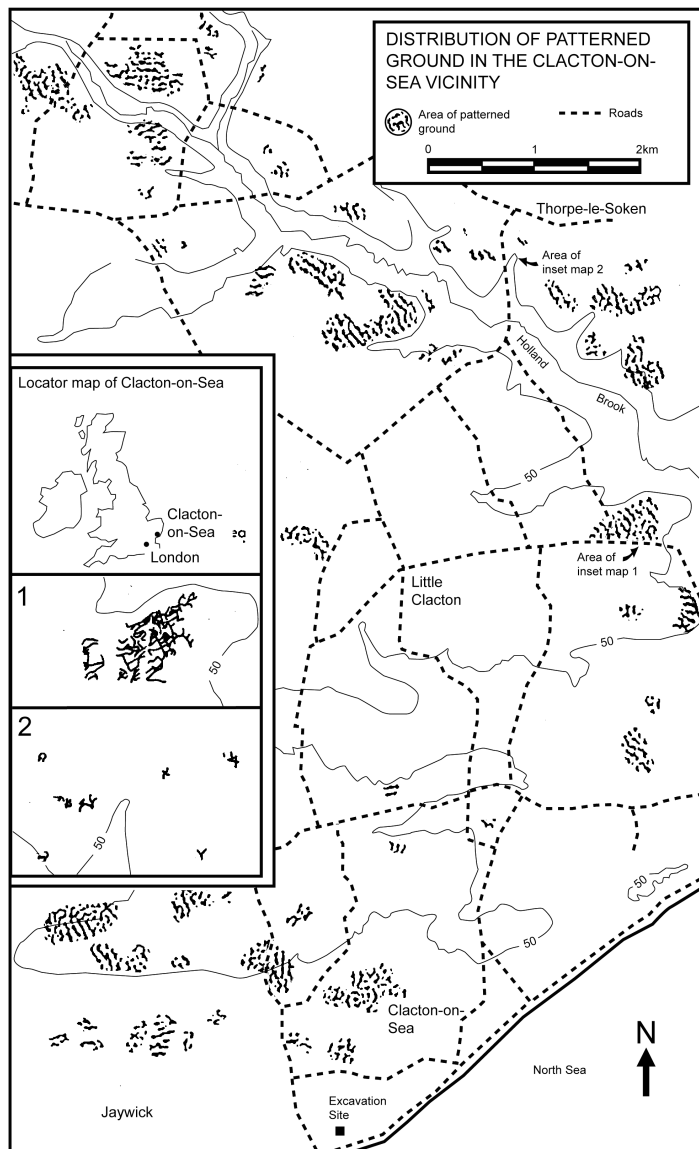 DISTRIBUTION OF PATTERNED
GROUND IN THE CLACTON-ON-
SEA VICINITY
Area of patterned
ground
Roads
0 1 2km
Thorpe-le-Soken
Area of
inset map 2
Holland
Brook
Locator map of Clacton-on-Sea
50
Clacton-
on-Sea
London
Area of
inset map 1
Little
Clacton
1
50
50
2
50
50
50
Clacton-on-
Sea
N
North Sea
Excavation
Site
Jaywick